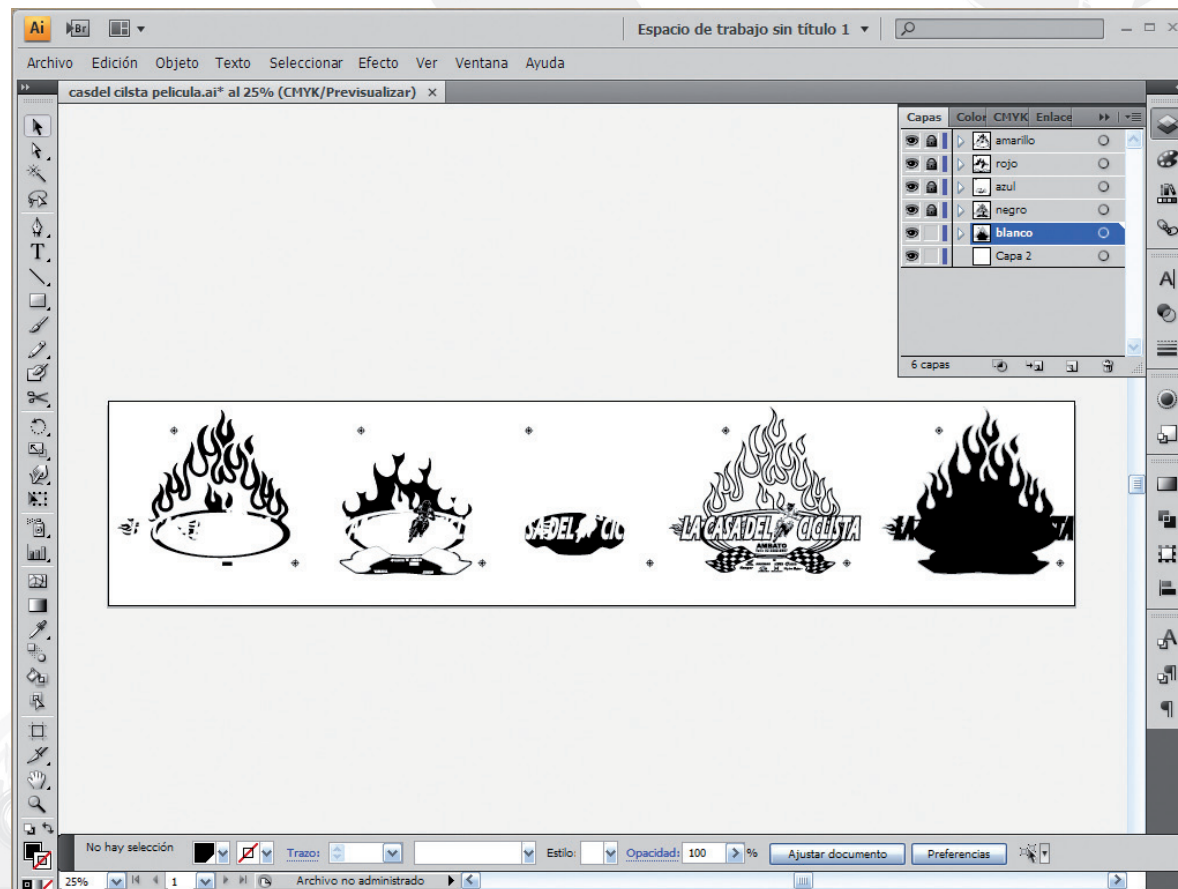 Ai Br Espacio de trabajo sin título 1
Archivo Edición Objeto Texto Seleccionar Efecto Ver Ventana Ayuda
casdel cilsta pelicula.ai* al 25% (CMYK/Previsualizar) ×
Capas Color CMYK Enlace
amarillo
rojo
azul
negro
blanco
Capa 2
6 capas
SADEL CIC
LA CASA DEL CICLISTA
AMBATO
No hay selección Trazo: Estilo: Opacidad: 100 % Ajustar documento Preferencias
25% 1 Archivo no administrado